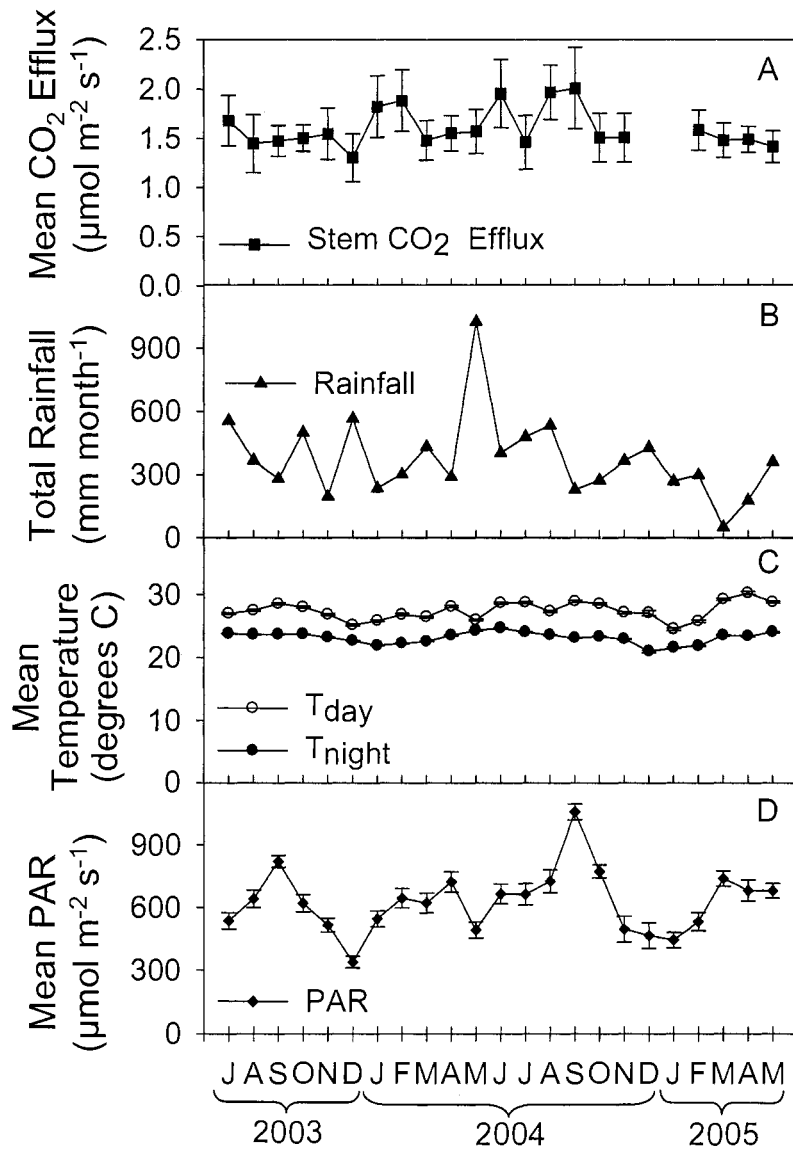 Mean CO2 Efflux
(µmol m-2 s-1)
2.5
2.0
1.5
1.0
0.5
0.0
A
Stem CO2 Efflux
Total Rainfall
(mm month-1)
900
600
300
0
B
Rainfall
Mean
Temperature
(degrees C)
30
20
10
0
C
Tday
Tnight
Mean PAR
(µmol m-2 s-1)
900
600
300
0
D
PAR
J A S O N D J F M A M J J A S O N D J F M A M
2003 2004 2005